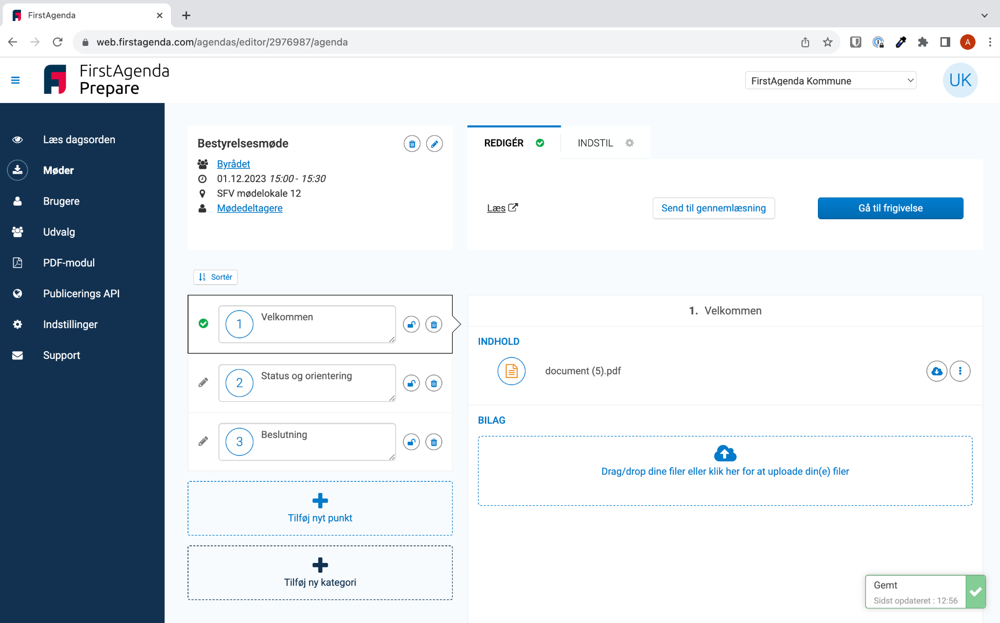 FirstAgenda
web.firstagenda.com/agendas/editor/2976987/agenda
A
FirstAgenda
Prepare
FirstAgenda Kommune
UK
Læs dagsorden
Møder
Brugere
Udvalg
PDF-modul
Publicerings API
Indstillinger
Support
Bestyrelsesmøde
Byrådet
01.12.2023 15:00 - 15:30
SFV mødelokale 12
Mødedeltagere
REDIGÉR
INDSTIL
Læs
Send til gennemlæsning
Gå til frigivelse
Sortér
1 Velkommen
2 Status og orientering
3 Beslutning
Tilføj nyt punkt
Tilføj ny kategori
1. Velkommen
INDHOLD
document (5).pdf
BILAG
Drag/drop dine filer eller klik her for at uploade din(e) filer
Gemt
Sidst opdateret : 12:56